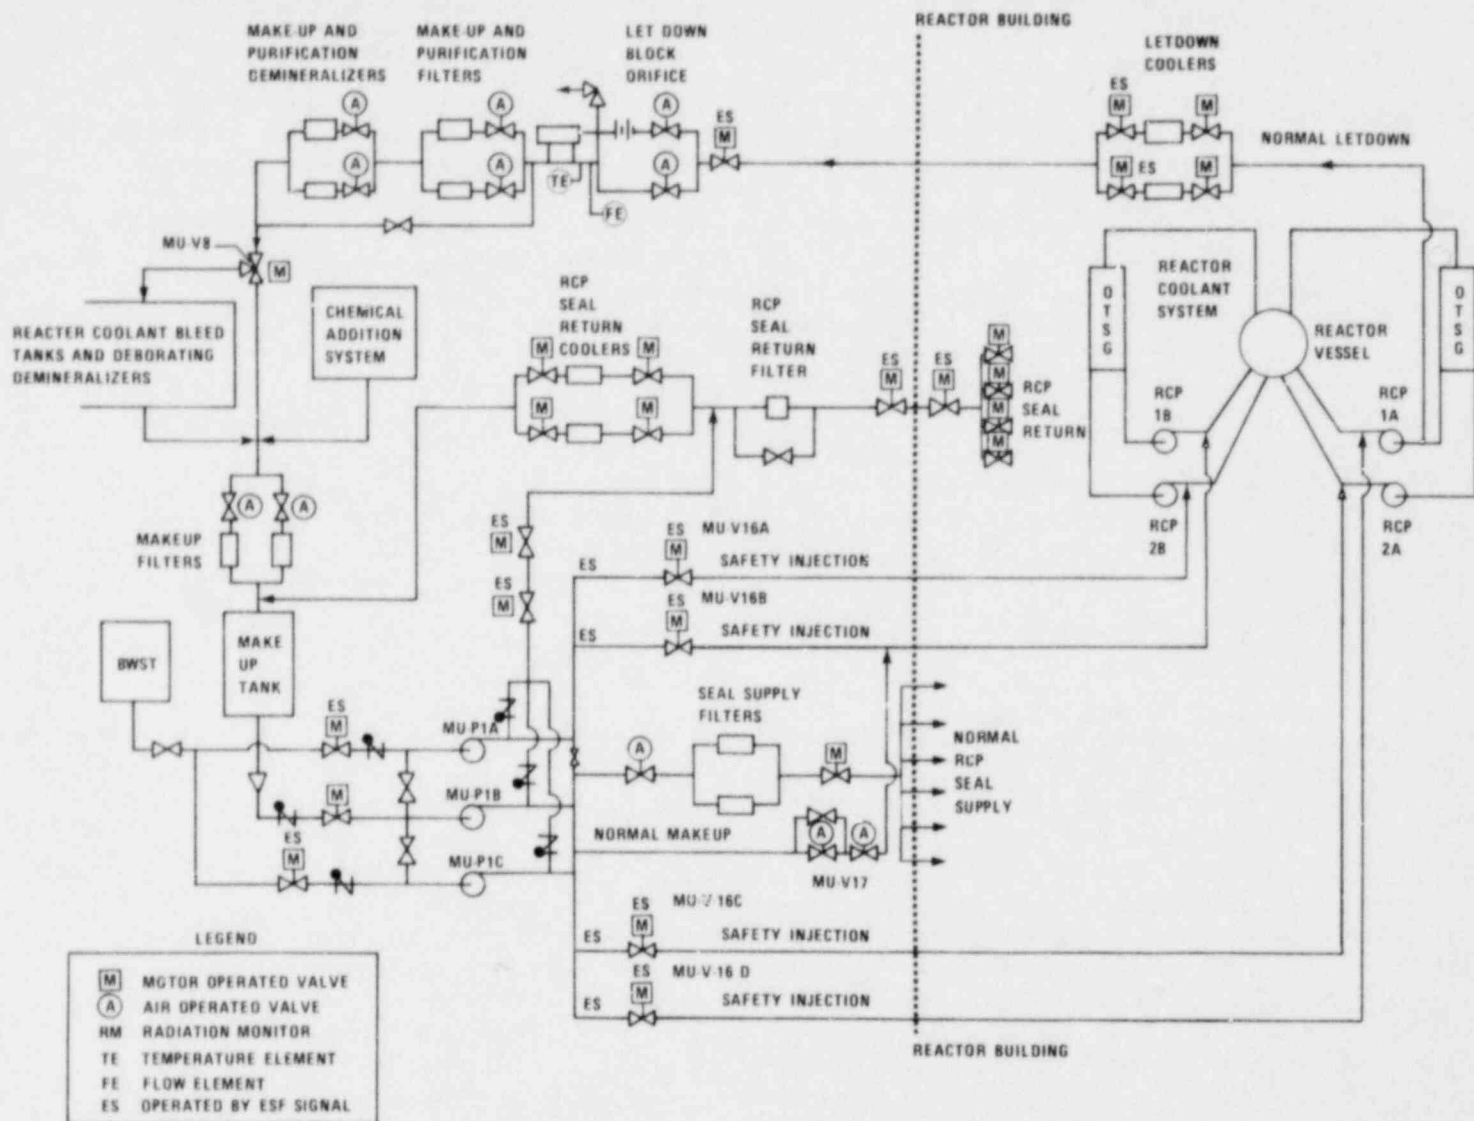 REACTOR BUILDING
MAKE-UP AND
PURIFICATION
DEMINERALIZERS
MAKE-UP AND
PURIFICATION
FILTERS
LET DOWN
BLOCK
ORIFICE
LETDOWN
COOLERS
A
A
A
ES
M
ES
M
M
NORMAL LETDOWN
A
A
A
M
ES
M
TE
FE
MU-V8
M
REACTER COOLANT BLEED
TANKS AND DEBORATING
DEMINERALIZERS
CHEMICAL
ADDITION
SYSTEM
RCP
SEAL
RETURN
COOLERS
M
M
M
M
RCP
SEAL
RETURN
FILTER
ES
M
ES
M
M
M
M
M
RCP
SEAL
RETURN
OTSG
REACTOR
COOLANT
SYSTEM
REACTOR
VESSEL
OTSG
RCP
1B
RCP
1A
RCP
2B
RCP
2A
A
A
MAKEUP
FILTERS
ES
M
ES
M
ES
MU-V16A
ES
M
SAFETY INJECTION
ES
MU-V16B
ES
M
SAFETY INJECTION
BWST
MAKE
UP
TANK
ES
M
MU-P1A
M
MU-P1B
ES
M
MU-P1C
SEAL SUPPLY
FILTERS
A
M
NORMAL
RCP
SEAL
SUPPLY
NORMAL MAKEUP
A
A
MU-V17
ES
MU-V 16C
M
ES
SAFETY INJECTION
ES
MU-V-16 D
M
ES
SAFETY INJECTION
REACTOR BUILDING
LEGEND
M MOTOR OPERATED VALVE
A AIR OPERATED VALVE
RM RADIATION MONITOR
TE TEMPERATURE ELEMENT
FE FLOW ELEMENT
ES OPERATED BY ESF SIGNAL